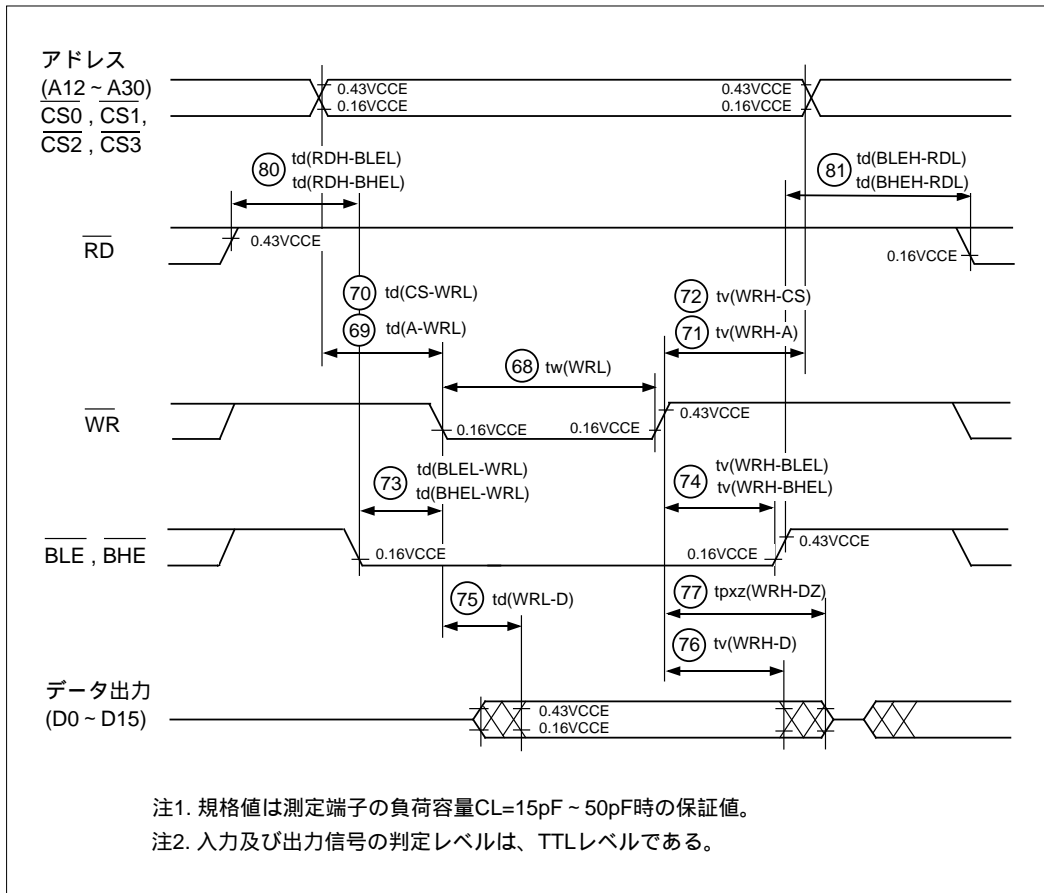 アドレス
(A12 ~ A30)
CS0 , CS1,
CS2 , CS3
0.43VCCE
0.16VCCE
0.43VCCE
0.16VCCE
80 td(RDH-BLEL)
td(RDH-BHEL)
81 td(BLEH-RDL)
td(BHEH-RDL)
RD
0.43VCCE
0.16VCCE
70 td(CS-WRL)
69 td(A-WRL)
72 tv(WRH-CS)
71 tv(WRH-A)
68 tw(WRL)
WR
0.16VCCE
0.16VCCE
0.43VCCE
73 td(BLEL-WRL)
td(BHEL-WRL)
74 tv(WRH-BLEL)
tv(WRH-BHEL)
BLE , BHE
0.16VCCE
0.16VCCE
0.43VCCE
75 td(WRL-D)
77 tpxz(WRH-DZ)
76 tv(WRH-D)
データ出力
(D0 ~ D15)
0.43VCCE
0.16VCCE
注1. 規格値は測定端子の負荷容量CL=15pF ~ 50pF時の保証値。
注2. 入力及び出力信号の判定レベルは、TTLレベルである。